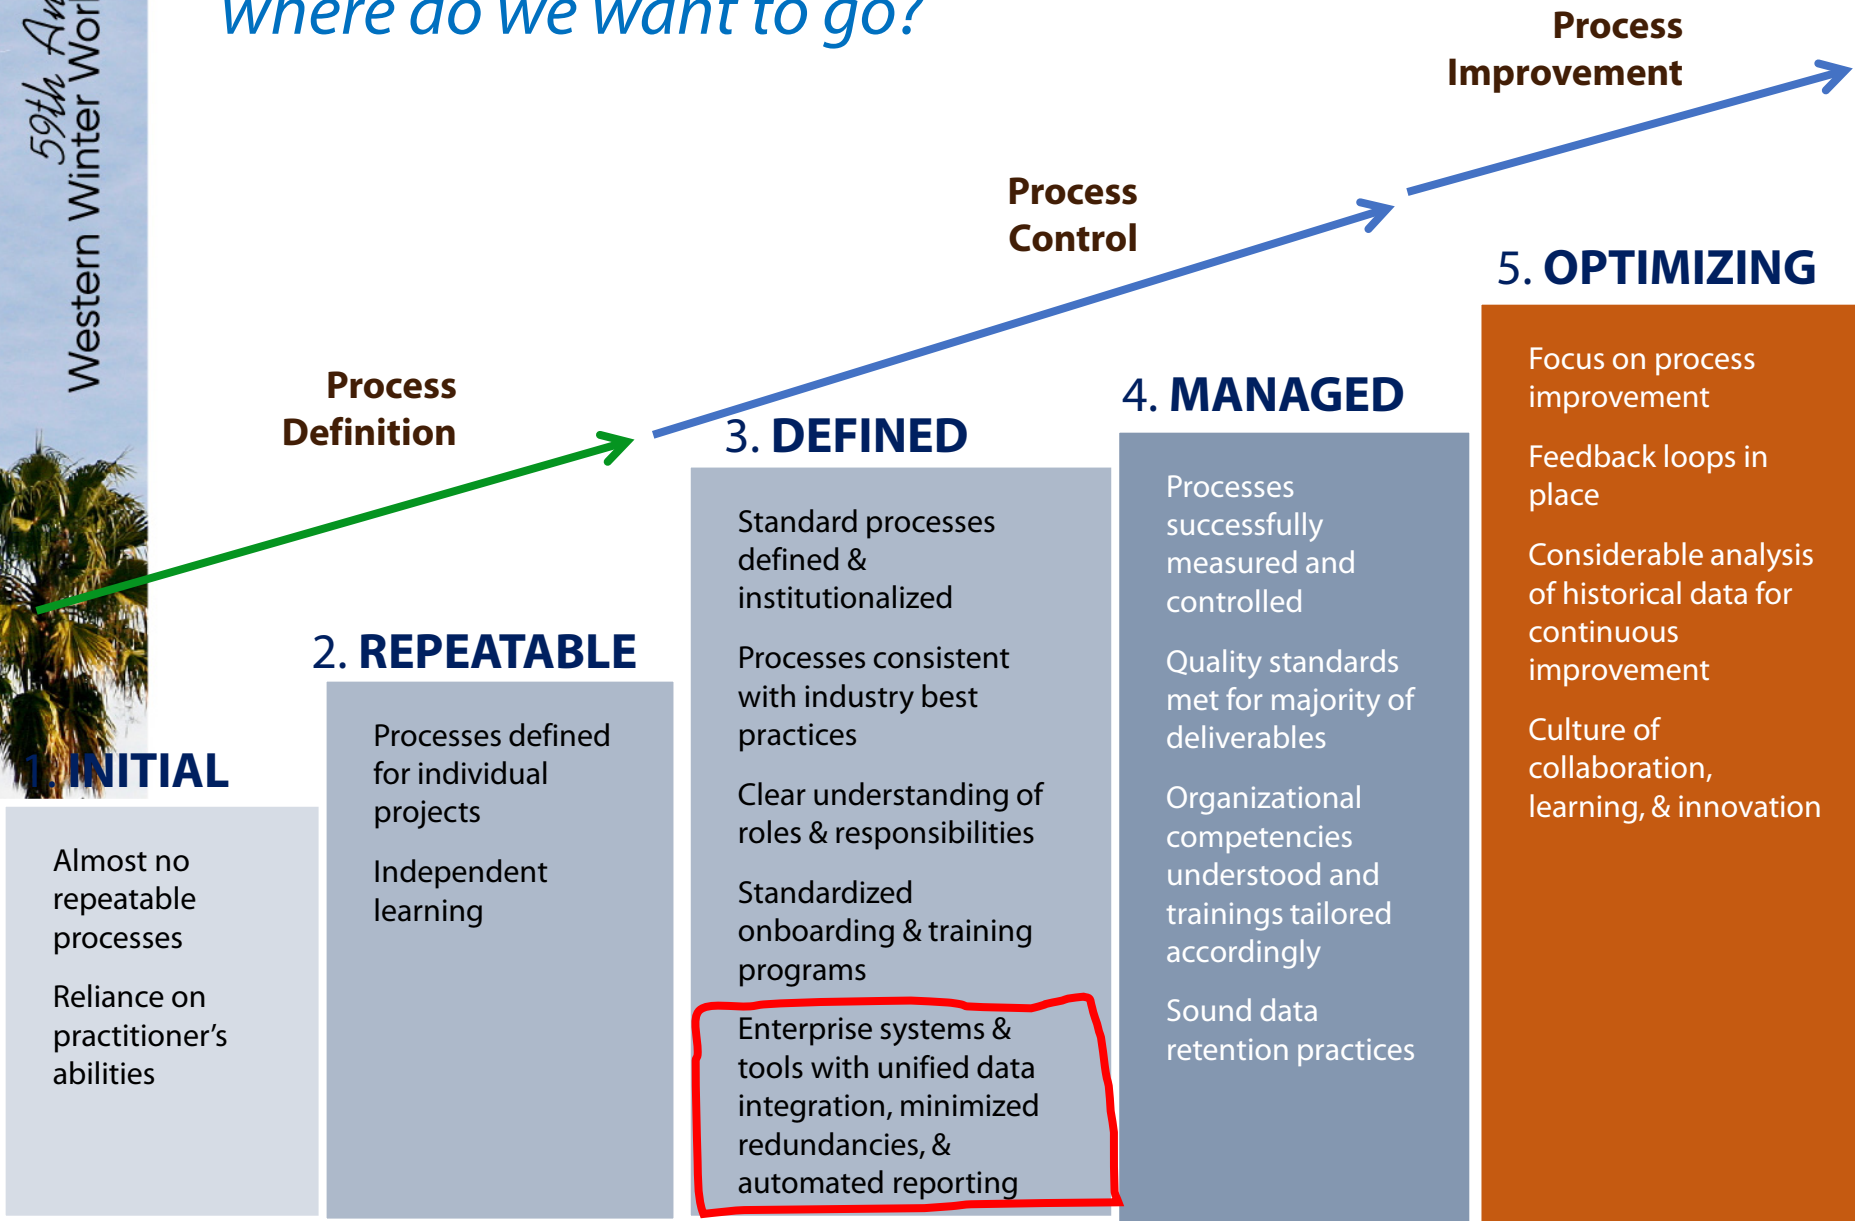 where do we want to go?
59th
Western Winter
Process
Improvement
Process
Control
Process
Definition
1. INITIAL
Almost no
repeatable
processes
Reliance on
practitioner’s
abilities
2. REPEATABLE
Processes defined
for individual
projects
Independent
learning
3. DEFINED
Standard processes
defined &
institutionalized
Processes consistent
with industry best
practices
Clear understanding of
roles & responsibilities
Standardized
onboarding & training
programs
Enterprise systems &
tools with unified data
integration, minimized
redundancies, &
automated reporting
4. MANAGED
Processes
successfully
measured and
controlled
Quality standards
met for majority of
deliverables
Organizational
competencies
understood and
trainings tailored
accordingly
Sound data
retention practices
5. OPTIMIZING
Focus on process
improvement
Feedback loops in
place
Considerable analysis
of historical data for
continuous
improvement
Culture of
collaboration,
learning, & innovation